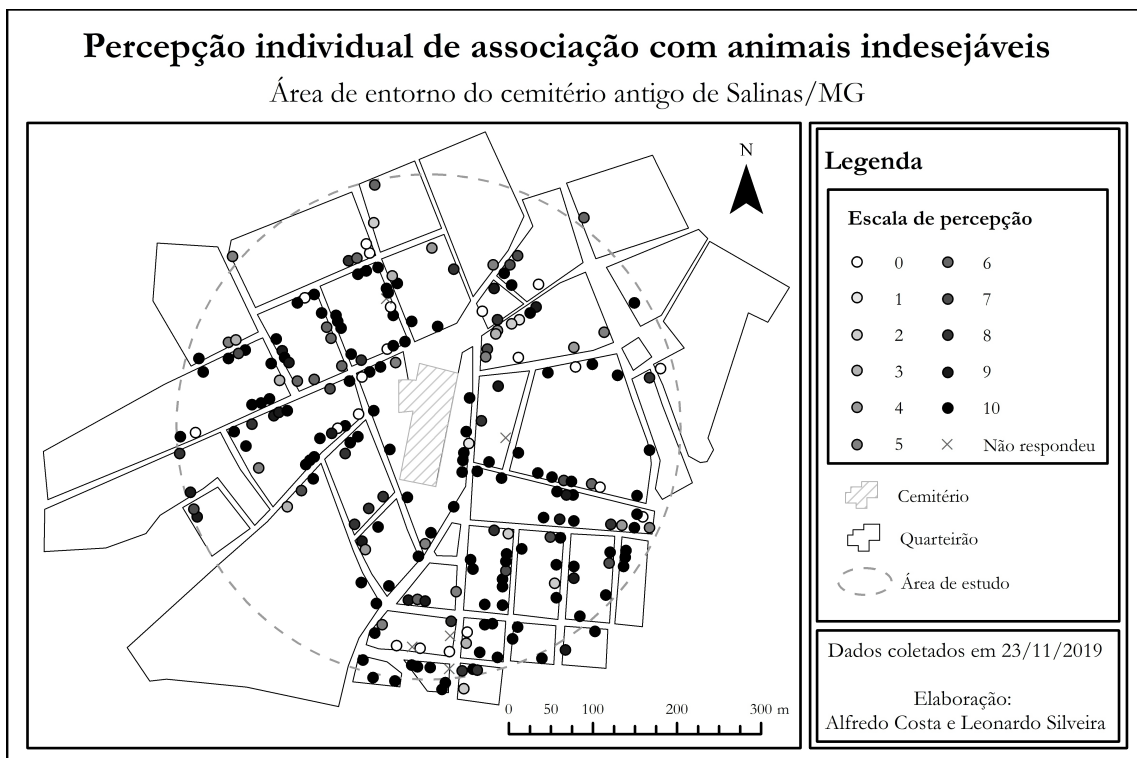 Percepção individual de associação com animais indesejáveis
Área de entorno do cemitério antigo de Salinas/MG
N
0 50 100 200 300 m
Legenda
Escala de percepção
0 6
1 7
2 8
3 9
4 10
5 Não respondeu
Cemitério
Quarteirão
Área de estudo
Dados coletados em 23/11/2019
Elaboração:
Alfredo Costa e Leonardo Silveira